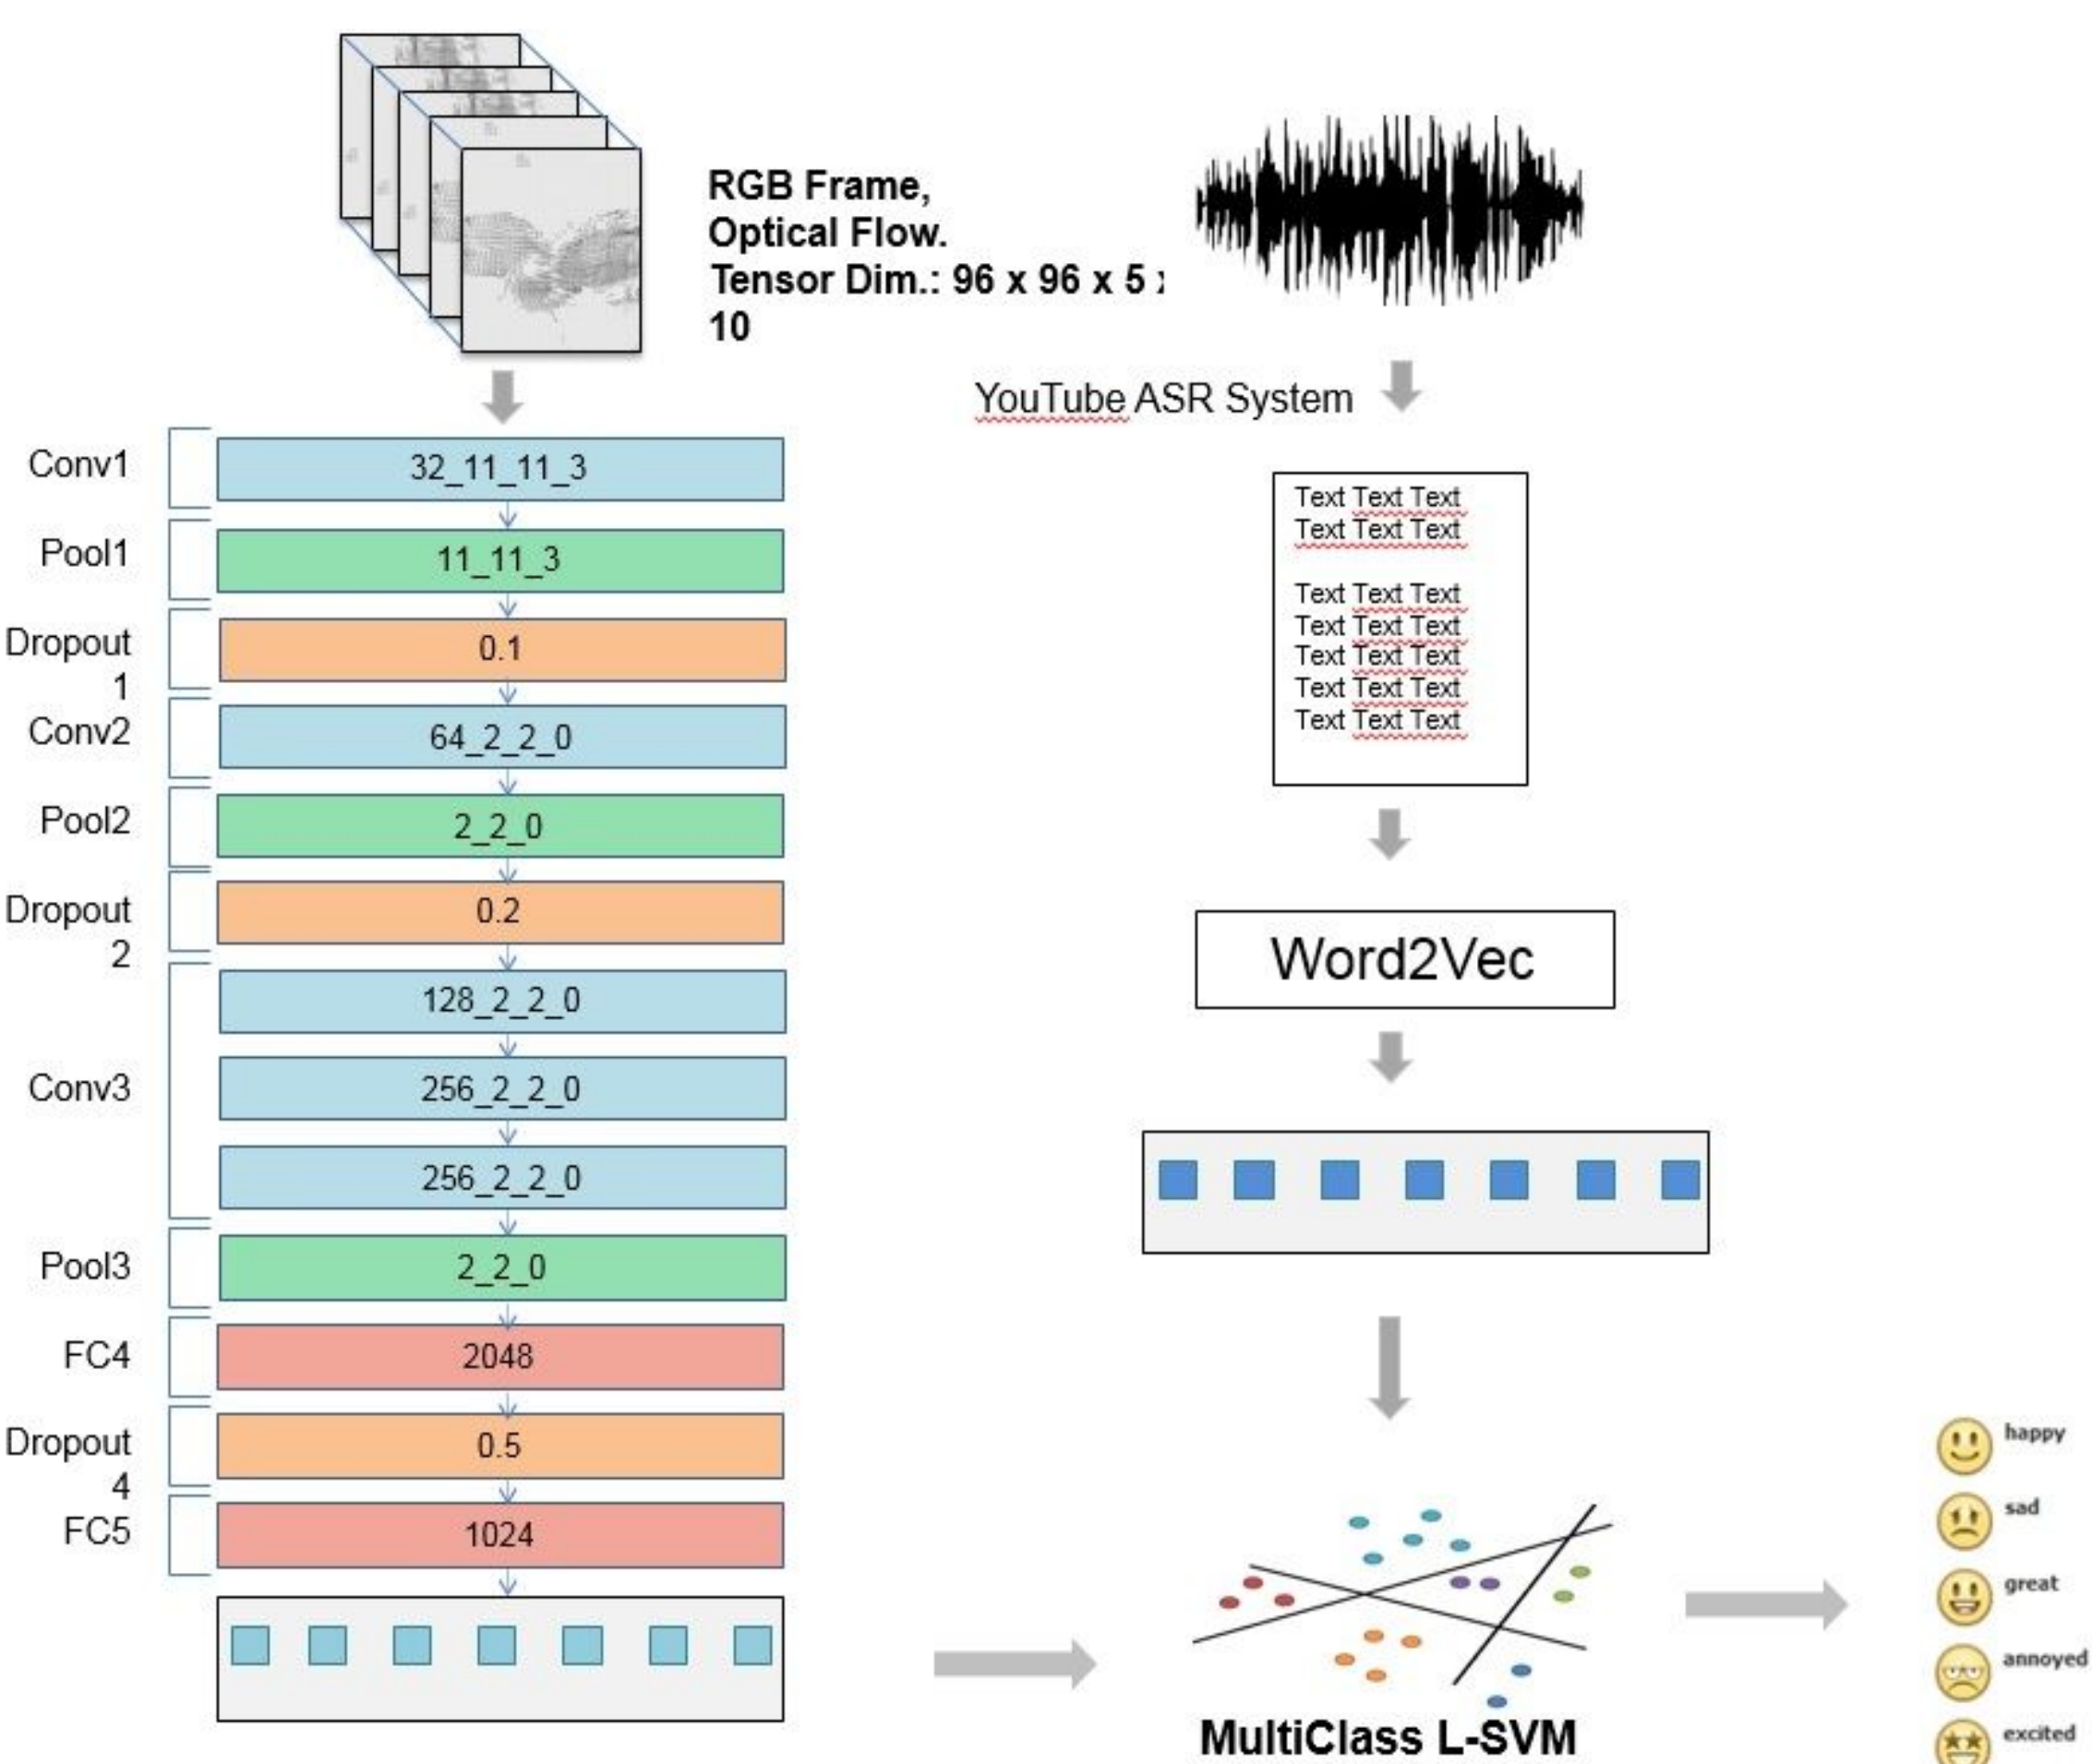 RGB Frame,
Optical Flow.
Tensor Dim.: 96 x 96 x 5 x
10
YouTube ASR System
Conv1
32_11_11_3
Pool1
11_11_3
Dropout
1
0.1
Conv2
64_2_2_0
Pool2
2_2_0
Dropout
2
0.2
Conv3
128_2_2_0
256_2_2_0
256_2_2_0
Pool3
2_2_0
FC4
2048
Dropout
4
0.5
FC5
1024
Text Text Text
Text Text Text
Text Text Text
Text Text Text
Text Text Text
Text Text Text
Text Text Text
Word2Vec
MultiClass L-SVM
happy
sad
great
annoyed
excited